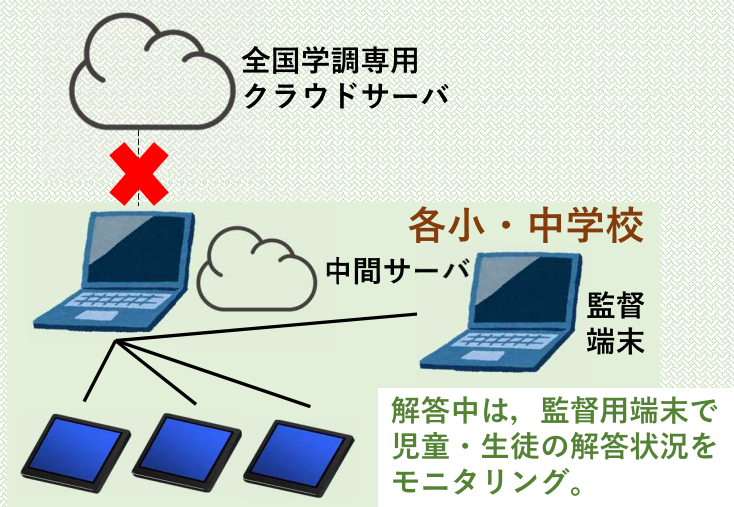 全国学調専用
クラウドサーバ
各小・中学校
中間サーバ
監督
端末
解答中は，監督用端末で
児童・生徒の解答状況を
モニタリング。